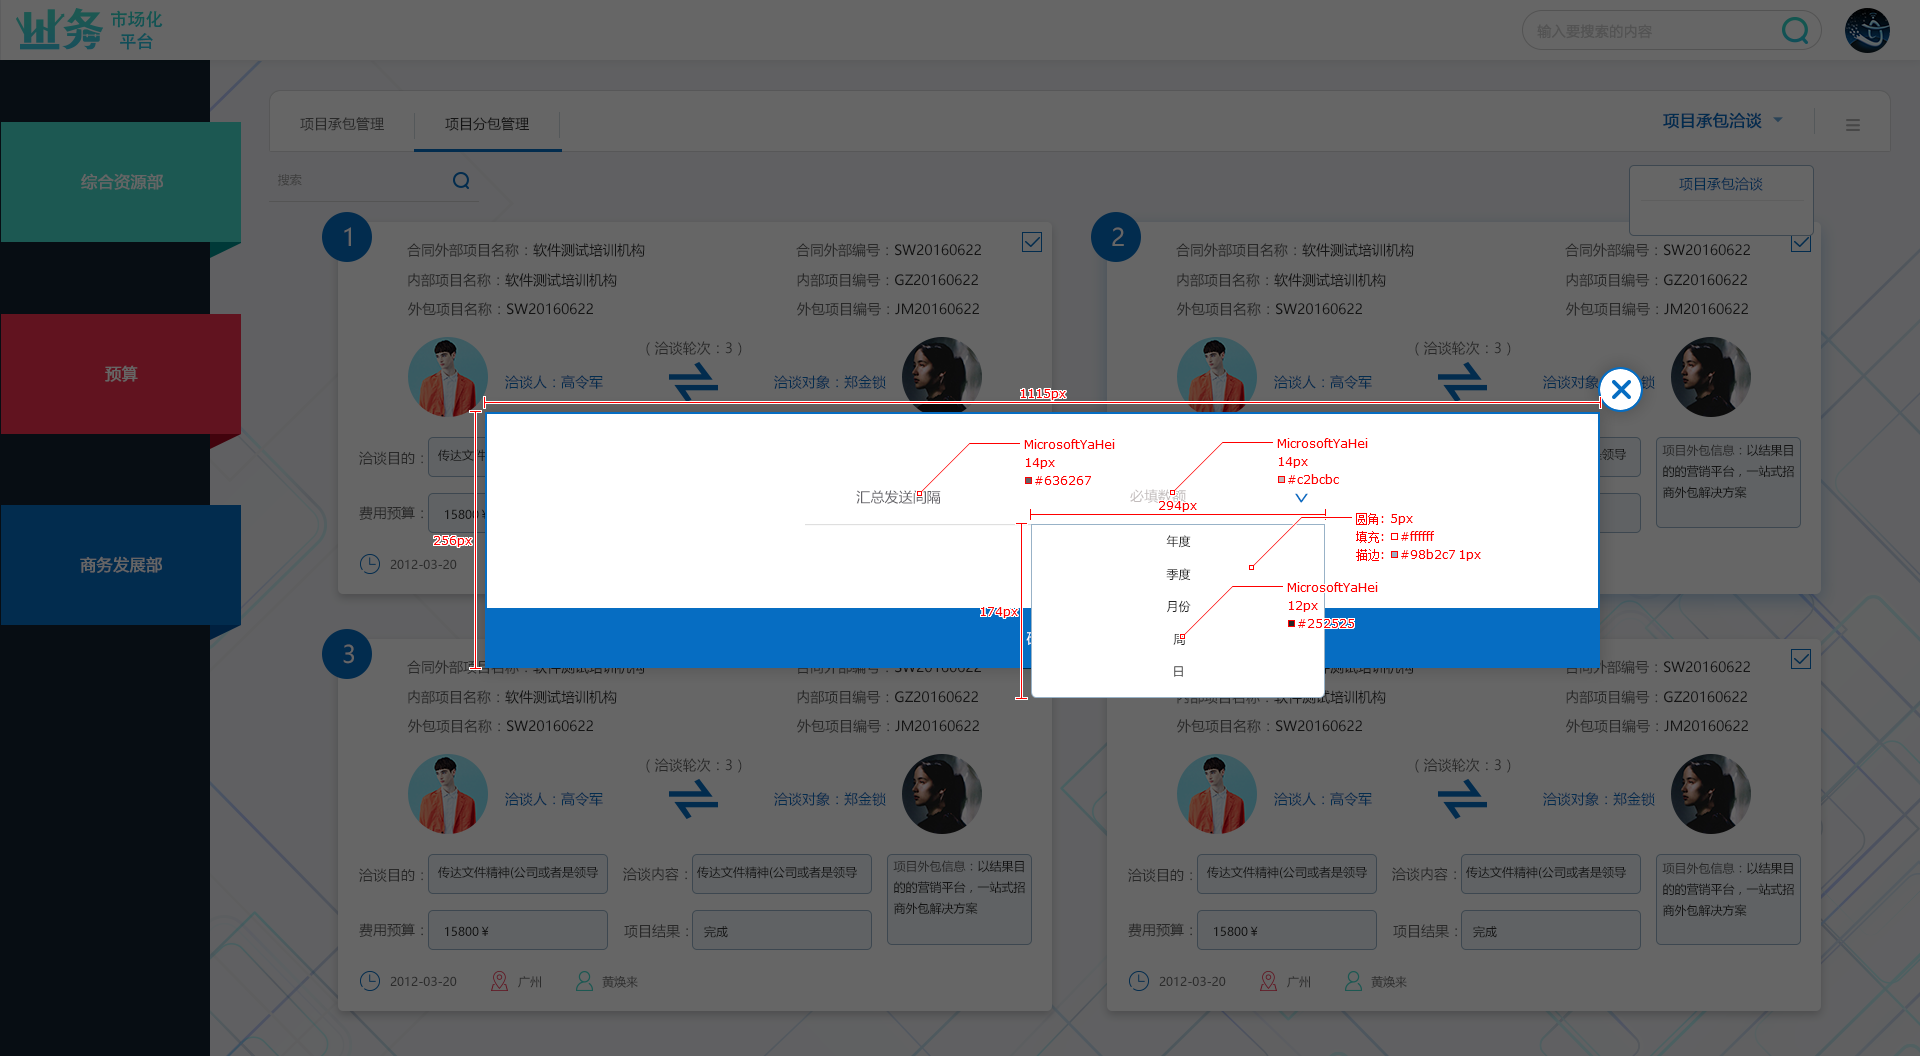 业务 市场化
平台
输入要搜索的内容
项目承包管理 项目分包管理 项目承包洽谈
综合资源部
搜索
项目承包洽谈
1
合同外部项目名称：软件测试培训机构 合同外部编号：SW20160622
内部项目名称：软件测试培训机构 内部项目编号：GZ20160622
外包项目名称：SW20160622 外包项目编号：JM20160622
（洽谈轮次：3）
洽谈人：高令军 洽谈对象：郑金锁
洽谈目的： 传达文件
费用预算： 15800
2012-03-20
2
合同外部项目名称：软件测试培训机构 合同外部编号：SW20160622
内部项目名称：软件测试培训机构 内部项目编号：GZ20160622
外包项目名称：SW20160622 外包项目编号：JM20160622
（洽谈轮次：3）
洽谈人：高令军 洽谈对象：郑金锁
是领导
项目外包信息：以结果目
的的营销平台，一站式招
商外包解决方案
预算
商务发展部
1115px
256px
MicrosoftYaHei
14px
#636267
汇总发送间隔
MicrosoftYaHei
14px
#c2bcbc
必填数额
294px
174px
圆角：5px
填充：#ffffff
描边：#98b2c7 1px
年度
季度
月份
周
日
MicrosoftYaHei
12px
#252525
3
合同外部项目名称：软件测试培训机构 合同外部编号：SW20160622
内部项目名称：软件测试培训机构 内部项目编号：GZ20160622
外包项目名称：SW20160622 外包项目编号：JM20160622
（洽谈轮次：3）
洽谈人：高令军 洽谈对象：郑金锁
洽谈目的： 传达文件精神(公司或者是领导 洽谈内容： 传达文件精神(公司或者是领导
项目外包信息：以结果目
的的营销平台，一站式招
商外包解决方案
费用预算： 15800 ¥ 项目结果： 完成
2012-03-20 广州 黄焕来
合同外部项目名称：软件测试培训机构 合同外部编号：SW20160622
内部项目名称：软件测试培训机构 内部项目编号：GZ20160622
外包项目名称：SW20160622 外包项目编号：JM20160622
（洽谈轮次：3）
洽谈人：高令军 洽谈对象：郑金锁
洽谈目的： 传达文件精神(公司或者是领导 洽谈内容： 传达文件精神(公司或者是领导
项目外包信息：以结果目
的的营销平台，一站式招
商外包解决方案
费用预算： 15800 ¥ 项目结果： 完成
2012-03-20 广州 黄焕来